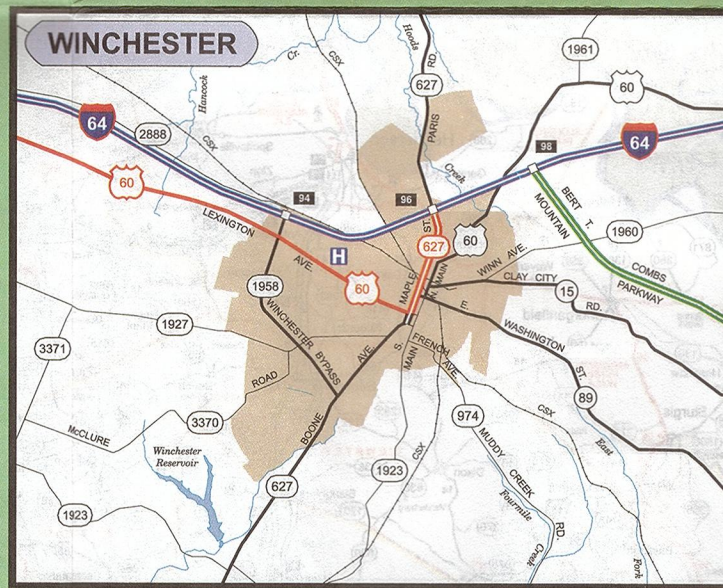 WINCHESTER
Hoods
Creek
Hancock
Cr.
CSX
CSX
627
PARIS
RD
1961
60
64
2888
60
LEXINGTON
AVE.
94
96
98
64
H
60
627
MAPLE
ST.
60
N. MAIN
WINN AVE.
CLAY CITY
15
RD.
BERT T.
COMBS
MOUNTAIN
PARKWAY
1960
1958
WINCHESTER
BYPASS
1927
3371
ROAD
3370
McCLURE
BOONE
AVE.
S.
MAIN
FRENCH
AVE.
E.
WASHINGTON
ST.
89
974
MUDDY
CREEK
RD.
CSX
CSX
1923
627
Winchester
Reservoir
1923
Fourmile
Creek
East
Fork